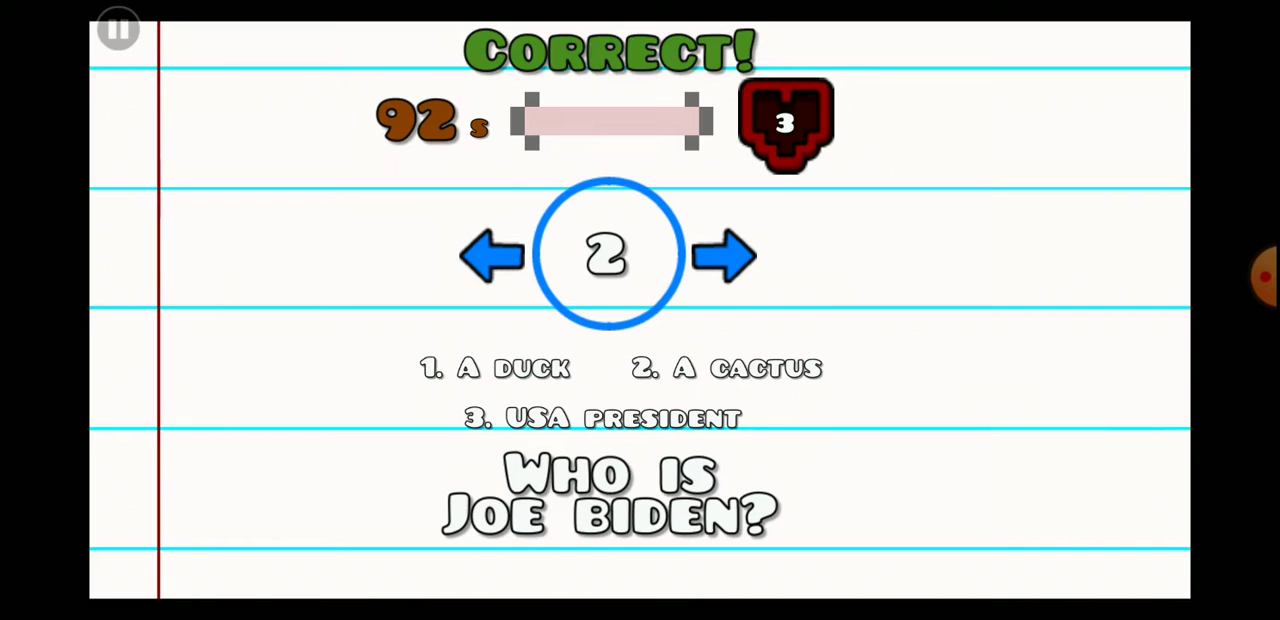 Correct!
92 s
3
2
1. A duck 2. A cactus
3. USA president
Who is
Joe Biden?